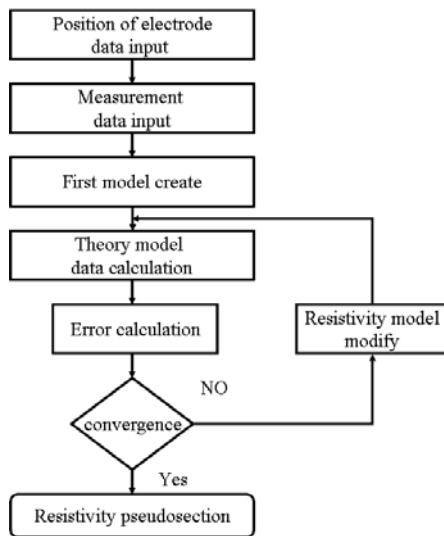 Position of electrode
data input
Measurement
data input
First model create
Theory model
data calculation
Error calculation
Resistivity model
modify
NO
convergence
Yes
Resistivity pseudosection